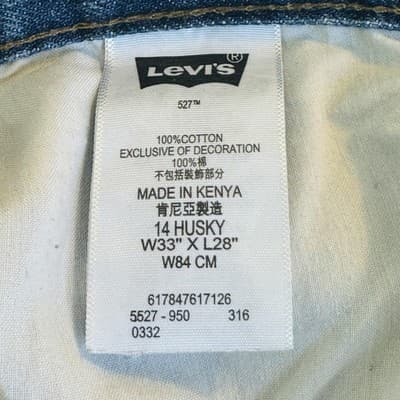 Levi's®
527™
100%COTTON
EXCLUSIVE OF DECORATION
100%棉
不包括裝飾部分
MADE IN KENYA
肯尼亞製造
14 HUSKY
W33" X L28"
W84 CM
617847617126
5527 - 950 316
0332